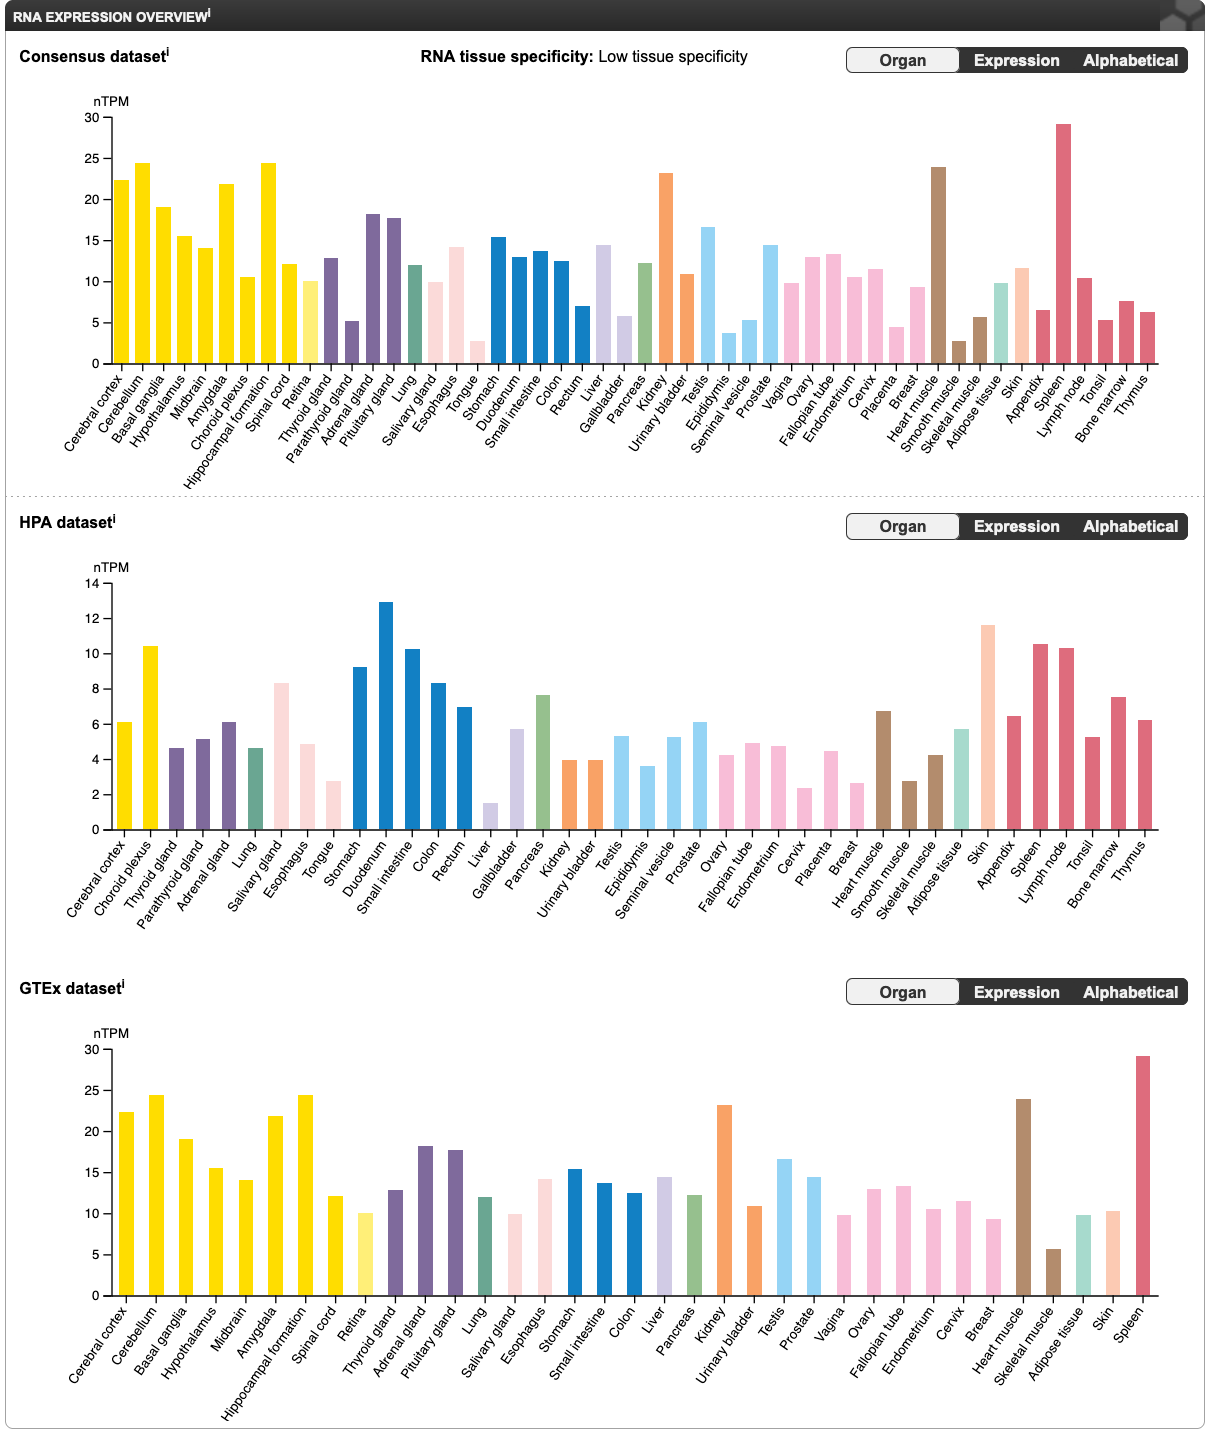 RNA EXPRESSION OVERVIEWi
Consensus dataseti
RNA tissue specificity: Low tissue specificity
Organ Expression Alphabetical
nTPM
30
25
20
15
10
5
0
Cerebral cortex
Cerebellum
Basal ganglia
Hypothalamus
Midbrain
Amygdala
Choroid plexus
Hippocampal formation
Spinal cord
Retina
Thyroid gland
Parathyroid gland
Adrenal gland
Pituitary gland
Lung
Salivary gland
Esophagus
Tongue
Stomach
Duodenum
Small intestine
Colon
Rectum
Liver
Gallbladder
Pancreas
Kidney
Urinary bladder
Testis
Epididymis
Seminal vesicle
Prostate
Vagina
Ovary
Fallopian tube
Endometrium
Cervix
Placenta
Breast
Heart muscle
Smooth muscle
Skeletal muscle
Adipose tissue
Skin
Appendix
Spleen
Lymph node
Tonsil
Bone marrow
Thymus
HPA dataseti
Organ Expression Alphabetical
nTPM
14
12
10
8
6
4
2
0
Cerebral cortex
Choroid plexus
Thyroid gland
Parathyroid gland
Adrenal gland
Lung
Salivary gland
Esophagus
Tongue
Stomach
Duodenum
Small intestine
Colon
Rectum
Liver
Gallbladder
Pancreas
Kidney
Urinary bladder
Testis
Epididymis
Seminal vesicle
Prostate
Ovary
Fallopian tube
Endometrium
Cervix
Placenta
Breast
Heart muscle
Smooth muscle
Skeletal muscle
Adipose tissue
Skin
Appendix
Spleen
Lymph node
Tonsil
Bone marrow
Thymus
GTEx dataseti
Organ Expression Alphabetical
nTPM
30
25
20
15
10
5
0
Cerebral cortex
Cerebellum
Basal ganglia
Hypothalamus
Midbrain
Amygdala
Hippocampal formation
Spinal cord
Retina
Thyroid gland
Adrenal gland
Pituitary gland
Lung
Salivary gland
Esophagus
Stomach
Small intestine
Colon
Liver
Pancreas
Kidney
Urinary bladder
Testis
Prostate
Vagina
Ovary
Fallopian tube
Endometrium
Cervix
Breast
Heart muscle
Skeletal muscle
Adipose tissue
Skin
Spleen